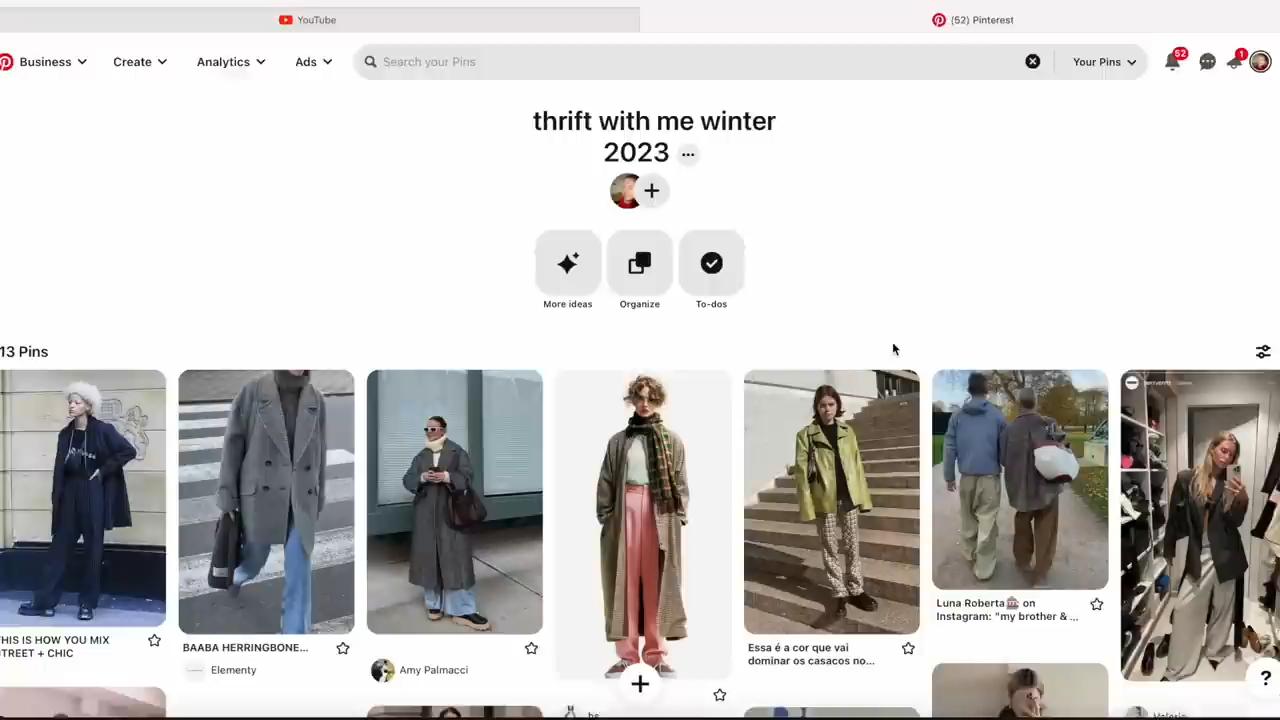 YouTube
(52) Pinterest
Business
Create
Analytics
Ads
Search your Pins
Your Pins
52
1
thrift with me winter
2023
More ideas
Organize
To-dos
13 Pins
HIS IS HOW YOU MIX
TREET + CHIC
BAABA HERRINGBONE...
Elementy
Amy Palmacci
Essa é a cor que vai
dominar os casacos no...
Luna Roberta🏛️ on
Instagram: "my brother & ...
?